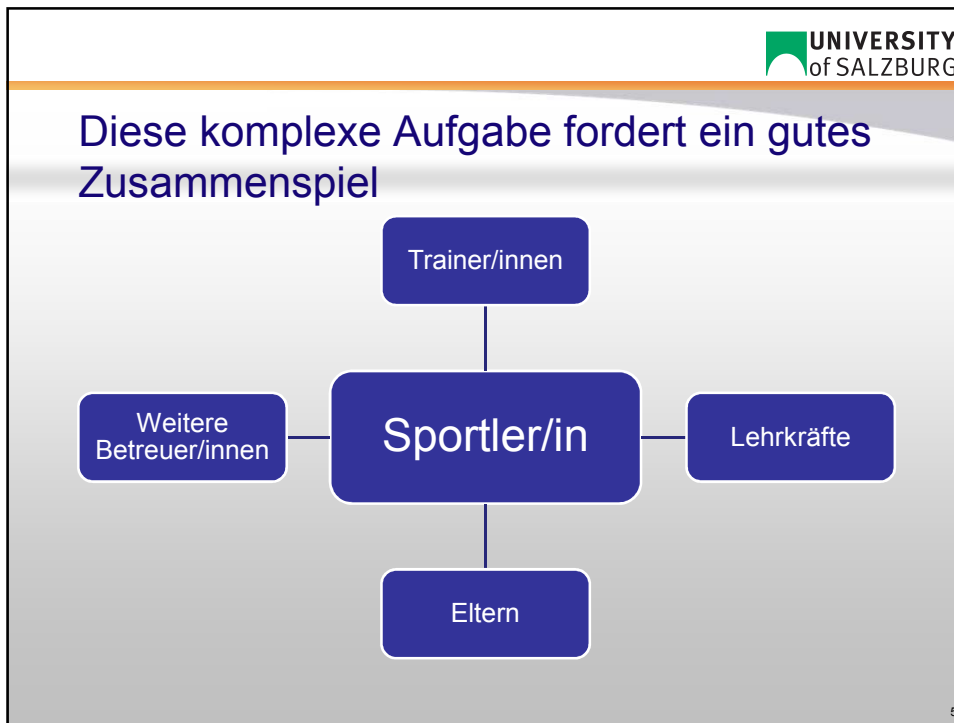 UNIVERSITY
of SALZBURG
Diese komplexe Aufgabe fordert ein gutes
Zusammenspiel
Trainer/innen
Weitere
Betreuer/innen
Sportler/in
Lehrkräfte
Eltern
5